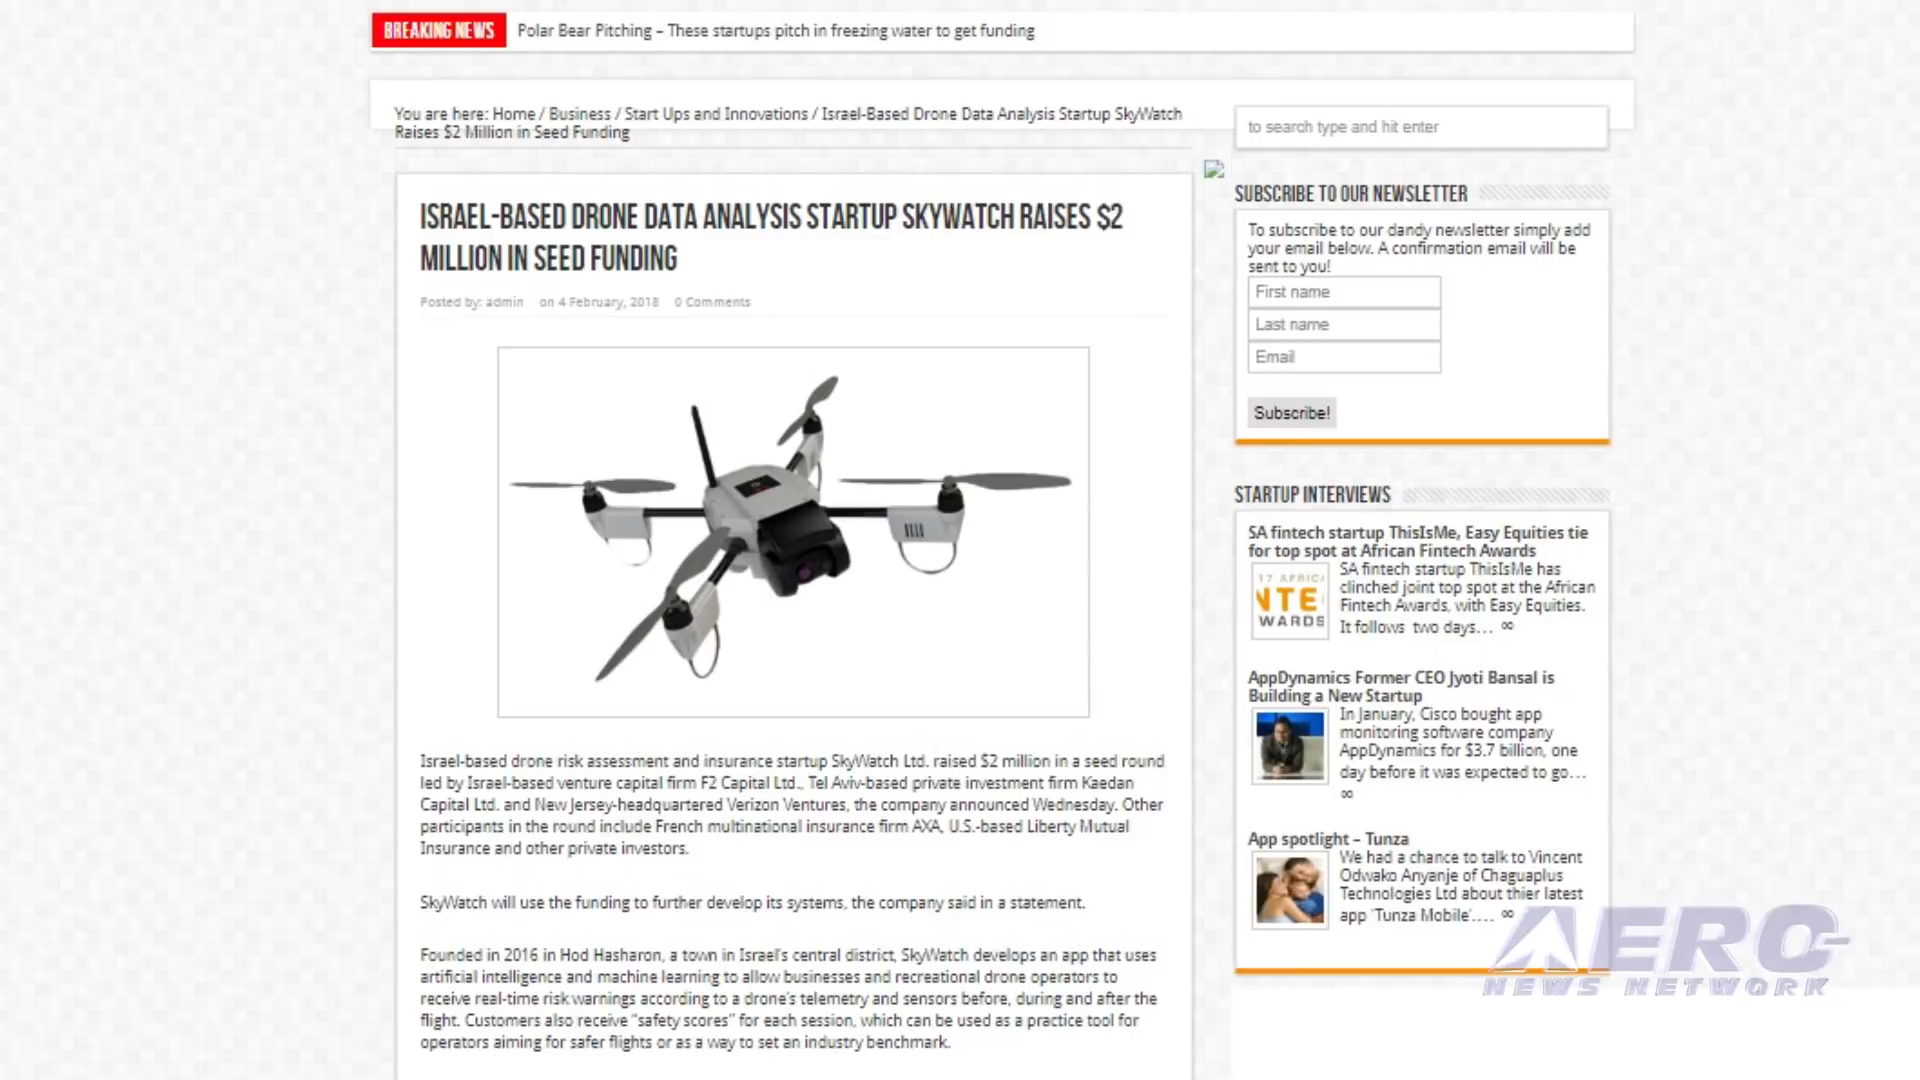 BREAKING NEWS
Polar Bear Pitching – These startups pitch in freezing water to get funding
You are here: Home / Business / Start Ups and Innovations / Israel-Based Drone Data Analysis Startup SkyWatch
Raises $2 Million in Seed Funding
to search type and hit enter
ISRAEL-BASED DRONE DATA ANALYSIS STARTUP SKYWATCH RAISES $2
MILLION IN SEED FUNDING
Posted by: admin on 4 February, 2018 0 Comments
Israel-based drone risk assessment and insurance startup SkyWatch Ltd. raised $2 million in a seed round
led by Israel-based venture capital firm F2 Capital Ltd., Tel Aviv-based private investment firm Kaedan
Capital Ltd. and New Jersey-headquartered Verizon Ventures, the company announced Wednesday. Other
participants in the round include French multinational insurance firm AXA, U.S.-based Liberty Mutual
Insurance and other private investors.
SkyWatch will use the funding to further develop its systems, the company said in a statement.
Founded in 2016 in Hod Hasharon, a town in Israel's central district, SkyWatch develops an app that uses
artificial intelligence and machine learning to allow businesses and recreational drone operators to
receive real-time risk warnings according to a drone's telemetry and sensors before, during and after the
flight. Customers also receive “safety scores” for each session, which can be used as a practice tool for
operators aiming for safer flights or as a way to set an industry benchmark.
SUBSCRIBE TO OUR NEWSLETTER
To subscribe to our dandy newsletter simply add
your email below. A confirmation email will be
sent to you!
First name
Last name
Email
Subscribe!
STARTUP INTERVIEWS
SA fintech startup ThisIsMe, Easy Equities tie
for top spot at African Fintech Awards
17 AFRIC
NTE
WARDS
SA fintech startup ThisIsMe has
clinched joint top spot at the African
Fintech Awards, with Easy Equities.
It follows two days… ∞
AppDynamics Former CEO Jyoti Bansal is
Building a New Startup
In January, Cisco bought app
monitoring software company
AppDynamics for $3.7 billion, one
day before it was expected to go…
∞
App spotlight – Tunza
We had a chance to talk to Vincent
Odwako Anyanje of Chaguaplus
Technologies Ltd about thier latest
app 'Tunza Mobile'.… ∞
AERO-
NEWS NETWORK